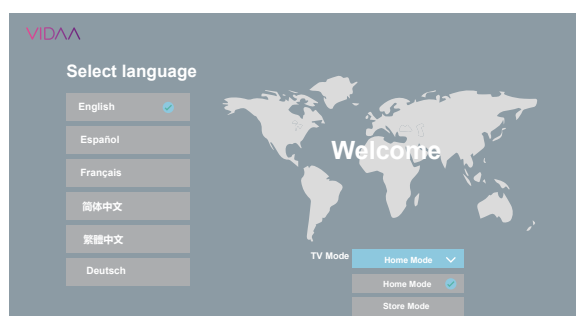 VIDAA
Select language
English
Español
Français
简体中文
繁體中文
Deutsch
Welcome
TV Mode
Home Mode
Home Mode
Store Mode